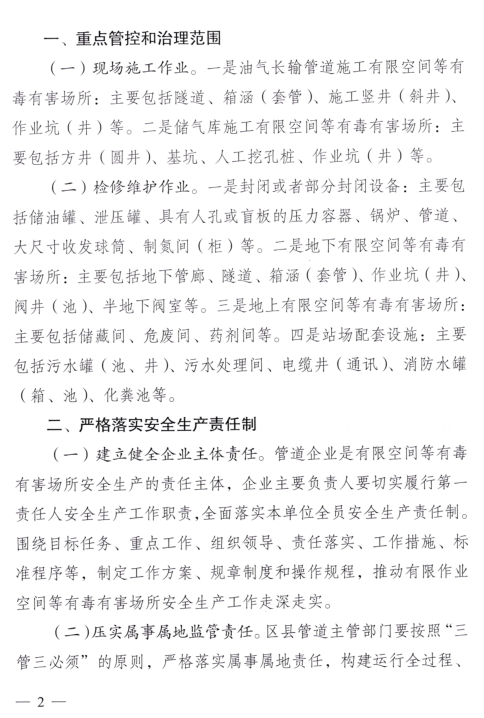 一、重点管控和治理范围
（一）现场施工作业。一是油气长输管道施工有限空间等有
毒有害场所：主要包括隧道、箱涵（套管）、施工竖井（斜井）、
作业坑（井）等。二是储气库施工有限空间等有毒有害场所：主
要包括方井（圆井）、基坑、人工挖孔桩、作业坑（井）等。
（二）检修维护作业。一是封闭或者部分封闭设备：主要包
括储油罐、泄压罐、具有人孔或盲板的压力容器、锅炉、管道、
大尺寸收发球筒、制氮间（柜）等。二是地下有限空间等有毒有
害场所：主要包括地下管廊、隧道、箱涵（套管）、作业坑（井）、
阀井（池）、半地下阀室等。三是地上有限空间等有毒有害场所：
主要包括储藏间、危废间、药剂间等。四是站场配套设施：主要
包括污水罐（池、井）、污水处理间、电缆井（通讯）、消防水罐
（箱、池）、化粪池等。
二、严格落实安全生产责任制
（一）建立健全企业主体责任。管道企业是有限空间等有毒
有害场所安全生产的责任主体，企业主要负责人要切实履行第一
责任人安全生产工作职责，全面落实本单位全员安全生产责任制。
围绕目标任务、重点工作、组织领导、责任落实、工作措施、标
准程序等，制定工作方案、规章制度和操作规程，推动有限作业
空间等有毒有害场所安全生产工作走深走实。
（二）压实属事属地监管责任。区县管道主管部门要按照“三
管三必须”的原则，严格落实属事属地责任，构建运行全过程、
— 2 —